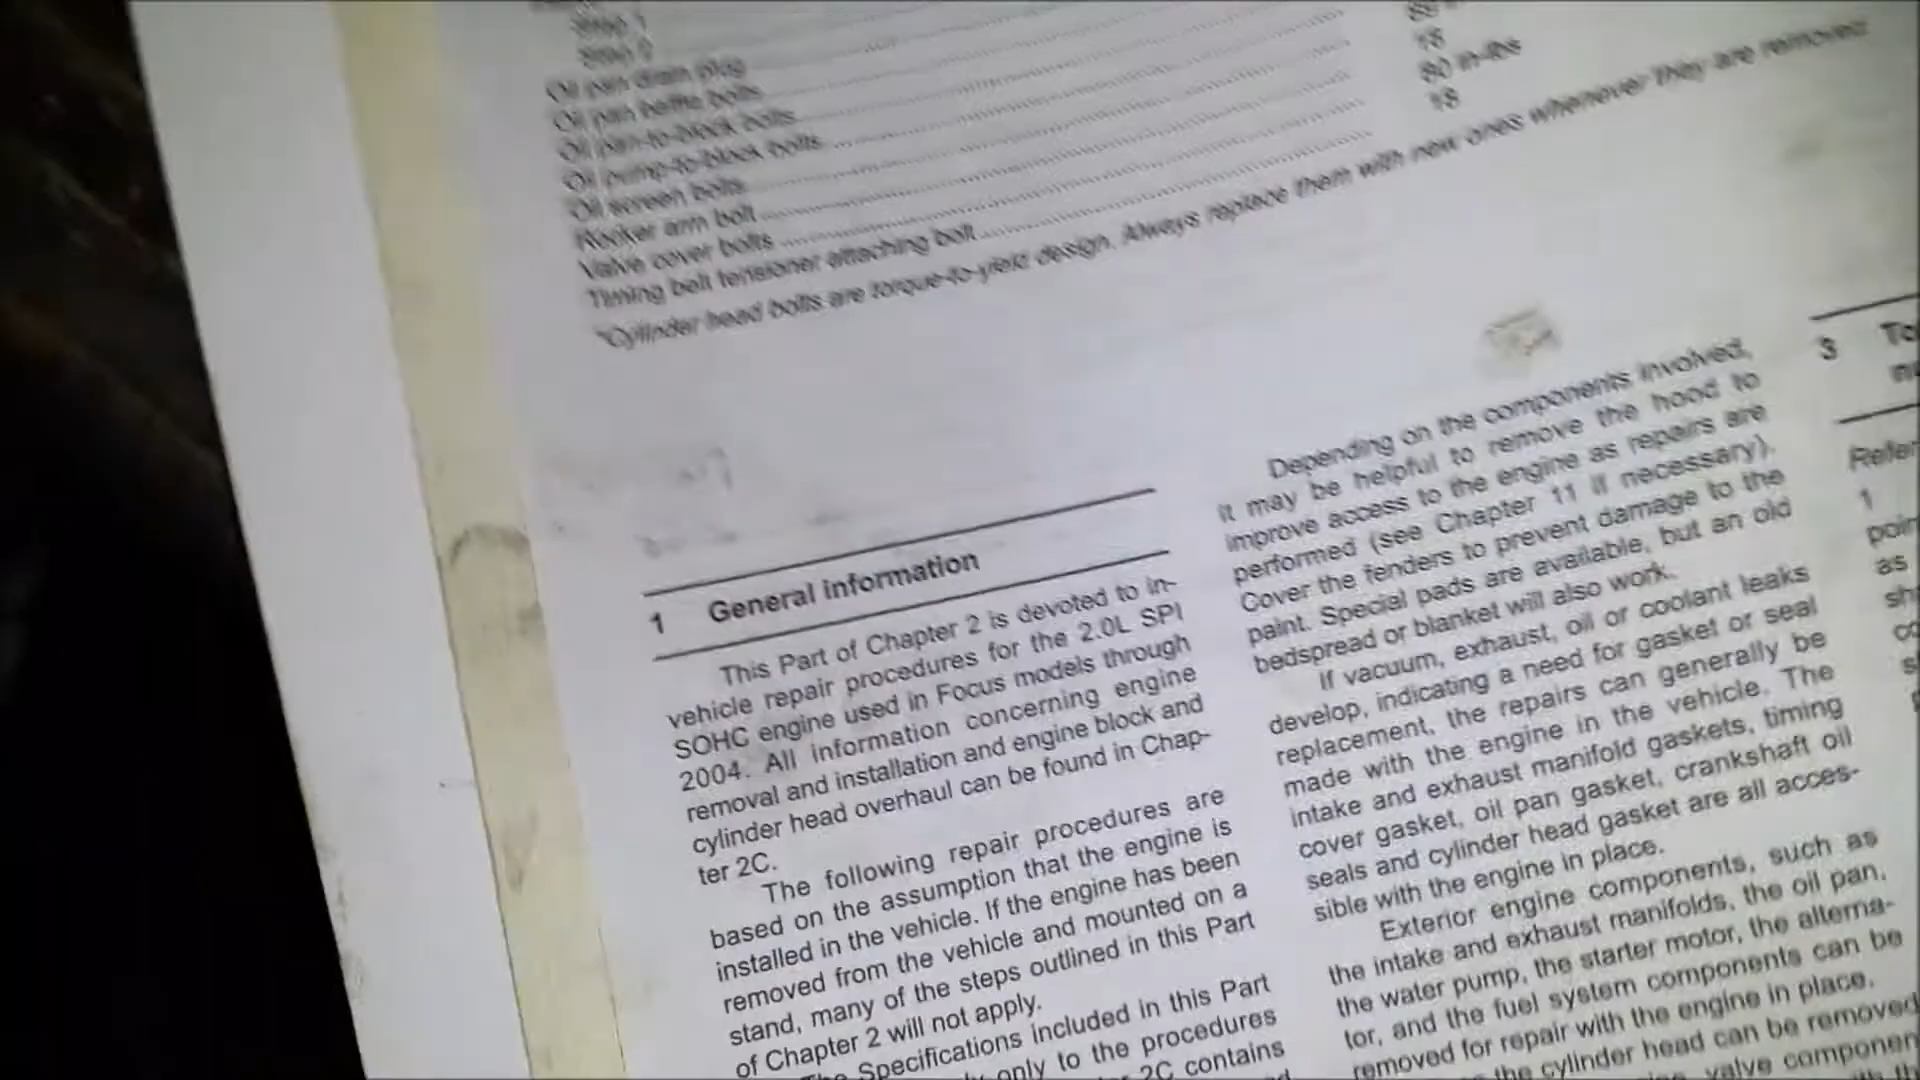 Step 1
Step 2
Oil pan drain plug
Oil pan baffle bolts
Oil pan-to-block bolts
Oil pump-to-block bolts
Oil screen bolts
Rocker arm bolt
Valve cover bolts
Timing belt tensioner attaching bolt
18
80 in-lbs
18
*Cylinder head bolts are torque-to-yield design. Always replace them with new ones whenever they are removed
1 General information
This Part of Chapter 2 is devoted to in-
vehicle repair procedures for the 2.0L SPI
SOHC engine used in Focus models through
2004. All information concerning engine
removal and installation and engine block and
cylinder head overhaul can be found in Chap-
ter 2C.
The following repair procedures are
based on the assumption that the engine is
installed in the vehicle. If the engine has been
removed from the vehicle and mounted on a
stand, many of the steps outlined in this Part
of Chapter 2 will not apply.
Specifications included in this Part
only to the procedures
2C contains
Depending on the components involved,
it may be helpful to remove the hood to
improve access to the engine as repairs are
performed (see Chapter 11 if necessary).
Cover the fenders to prevent damage to the
paint. Special pads are available, but an old
bedspread or blanket will also work.
If vacuum, exhaust, oil or coolant leaks
develop, indicating a need for gasket or seal
replacement, the repairs can generally be
made with the engine in the vehicle. The
intake and exhaust manifold gaskets, timing
cover gasket, oil pan gasket, crankshaft oil
seals and cylinder head gasket are all acces-
sible with the engine in place.
Exterior engine components, such as
the intake and exhaust manifolds, the oil pan,
the water pump, the starter motor, the alterna-
tor, and the fuel system components can be
removed for repair with the engine in place.
the cylinder head can be removed
valve componen
3 To
Refer
1
poin
as